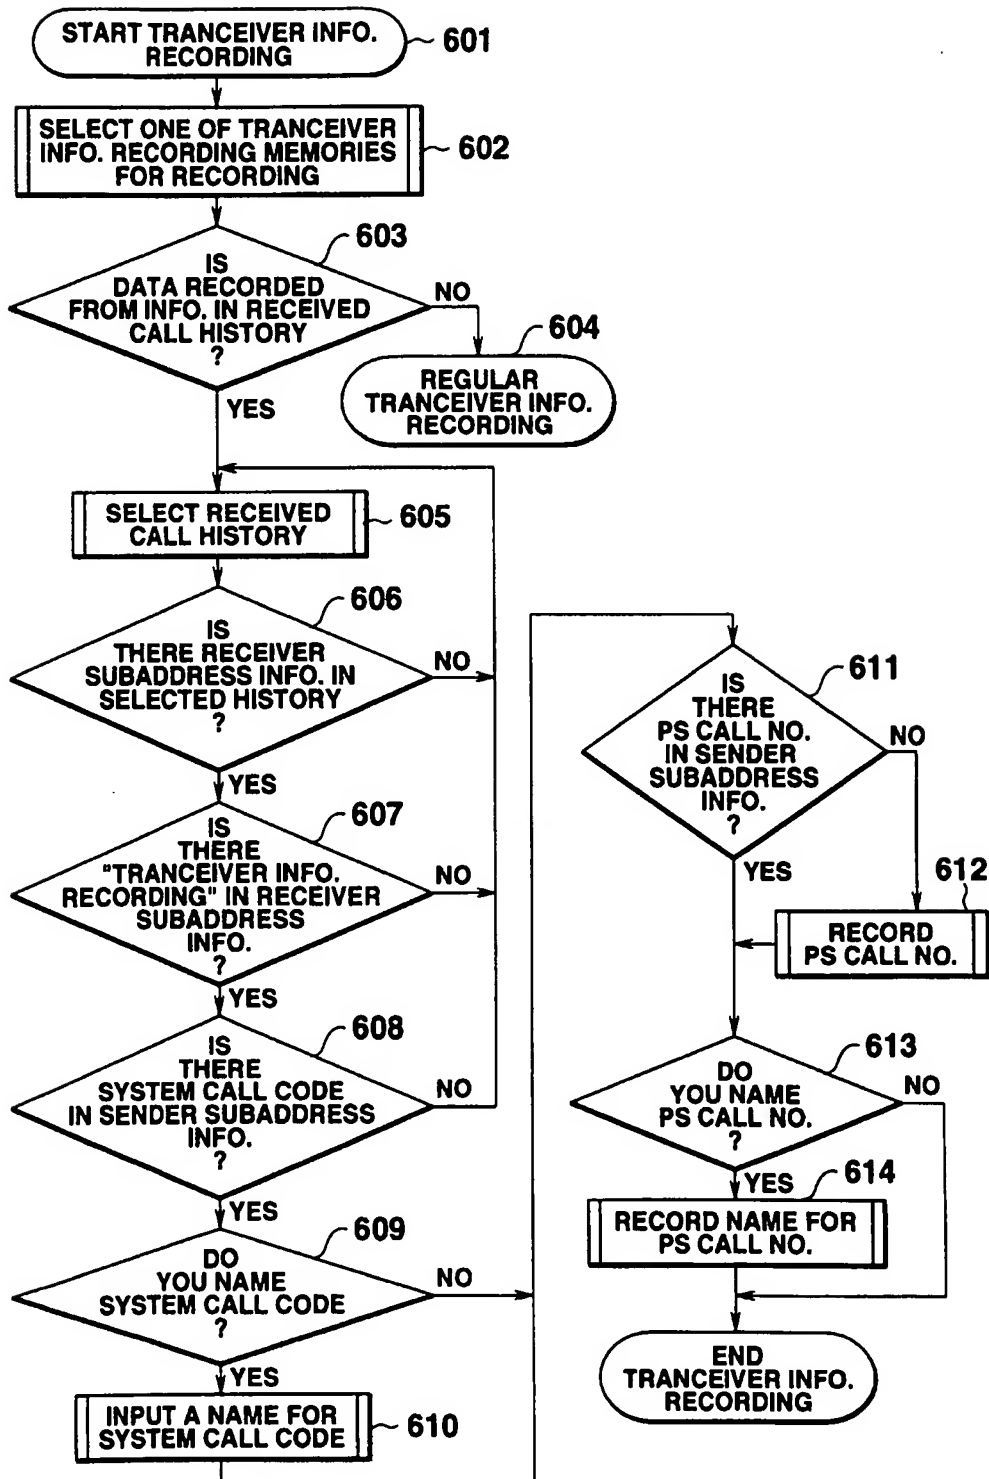 START TRANCEIVER INFO.
RECORDING
601
SELECT ONE OF TRANCEIVER
INFO. RECORDING MEMORIES
FOR RECORDING
602
603
IS
DATA RECORDED
FROM INFO. IN RECEIVED
CALL HISTORY
?
NO
YES
604
REGULAR
TRANCEIVER INFO.
RECORDING
SELECT RECEIVED
CALL HISTORY
605
606
IS
THERE RECEIVER
SUBADDRESS INFO. IN
SELECTED HISTORY
?
NO
YES
607
IS
THERE
"TRANCEIVER INFO.
RECORDING" IN RECEIVER
SUBADDRESS
INFO.
?
NO
YES
608
IS
THERE
SYSTEM CALL CODE
IN SENDER SUBADDRESS
INFO.
?
NO
YES
609
DO
YOU NAME
SYSTEM CALL CODE
?
NO
YES
INPUT A NAME FOR
SYSTEM CALL CODE
610
611
IS
THERE
PS CALL NO.
IN SENDER
SUBADDRESS
INFO.
?
NO
YES
612
RECORD
PS CALL NO.
613
DO
YOU NAME
PS CALL NO.
?
NO
YES
614
RECORD NAME FOR
PS CALL NO.
END
TRANCEIVER INFO.
RECORDING